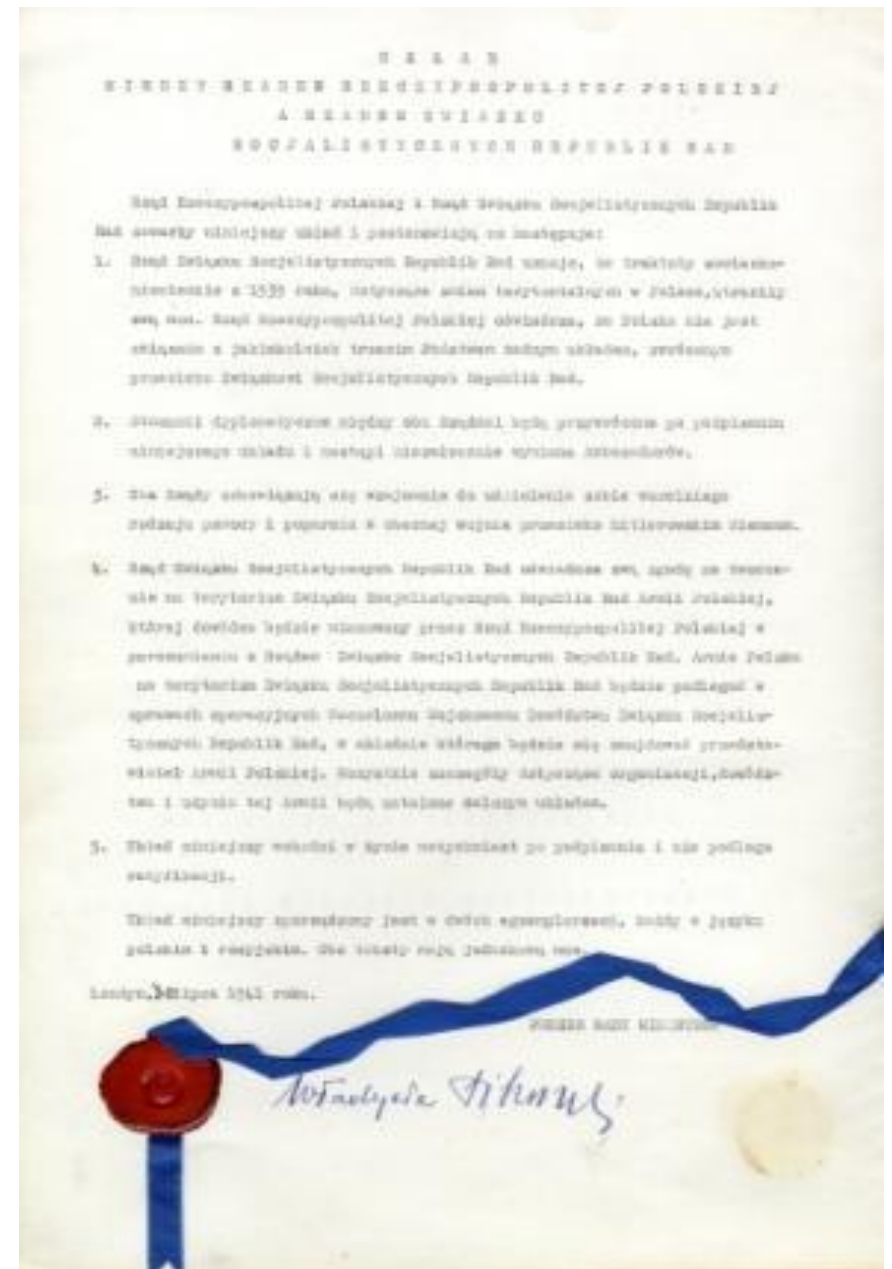 U K Ł A D
MIĘDZY RZĄDEM RZECZYPOSPOLITEJ POLSKIEJ
A RZĄDEM ZWIĄZKU
SOCJALISTYCZNYCH REPUBLIK RAD
Rząd Rzeczypospolitej Polskiej i Rząd Związku Socjalistycznych Republik
Rad zawarły niniejszy układ i postanawiają co następuje:
1. Rząd Związku Socjalistycznych Republik Rad uznaje, że traktaty sowiecko-
niemieckie z 1939 roku, dotyczące zmian terytorialnych w Polsce, utraciły
swą moc. Rząd Rzeczypospolitej Polskiej oświadcza, że Polska nie jest
związana z jakimkolwiek trzecim Państwem żadnym układem, zwróconym
przeciwko Związkowi Socjalistycznych Republik Rad.
2. Stosunki dyplomatyczne między obu Rządami będą przywrócone po podpisaniu
niniejszego układu i nastąpi niezwłocznie wymiana Ambasadorów.
3. Oba Rządy zobowiązują się wzajemnie do udzielenia sobie wszelkiego
rodzaju pomocy i poparcia w obecnej wojnie przeciwko hitlerowskim Niemcom.
4. Rząd Związku Socjalistycznych Republik Rad oświadcza swą zgodę na tworze-
nie na terytorium Związku Socjalistycznych Republik Rad Armii Polskiej,
której dowódca będzie mianowany przez Rząd Rzeczypospolitej Polskiej w
porozumieniu z Rządem Związku Socjalistycznych Republik Rad. Armia Polska
na terytorium Związku Socjalistycznych Republik Rad będzie podlegać w
sprawach operacyjnych Naczelnemu Wojskowemu Dowództwu Związku Socjalis-
tycznych Republik Rad, w składzie którego będzie się znajdować przedsta-
wiciel Armii Polskiej. Wszystkie szczegóły dotyczące organizacji, dowódz-
twa i użycia tej Armii będą ustalone dalszym układem.
5. Układ niniejszy wchodzi w życie natychmiast po podpisaniu i nie podlega
ratyfikacji.
Układ niniejszy sporządzony jest w dwóch egzemplarzach, każdy w języku
polskim i rosyjskim. Oba teksty mają jednakową moc.
Londyn, 30 lipca 1941 roku.
PREZES RADY MINISTRÓW
Władysław Sikorski